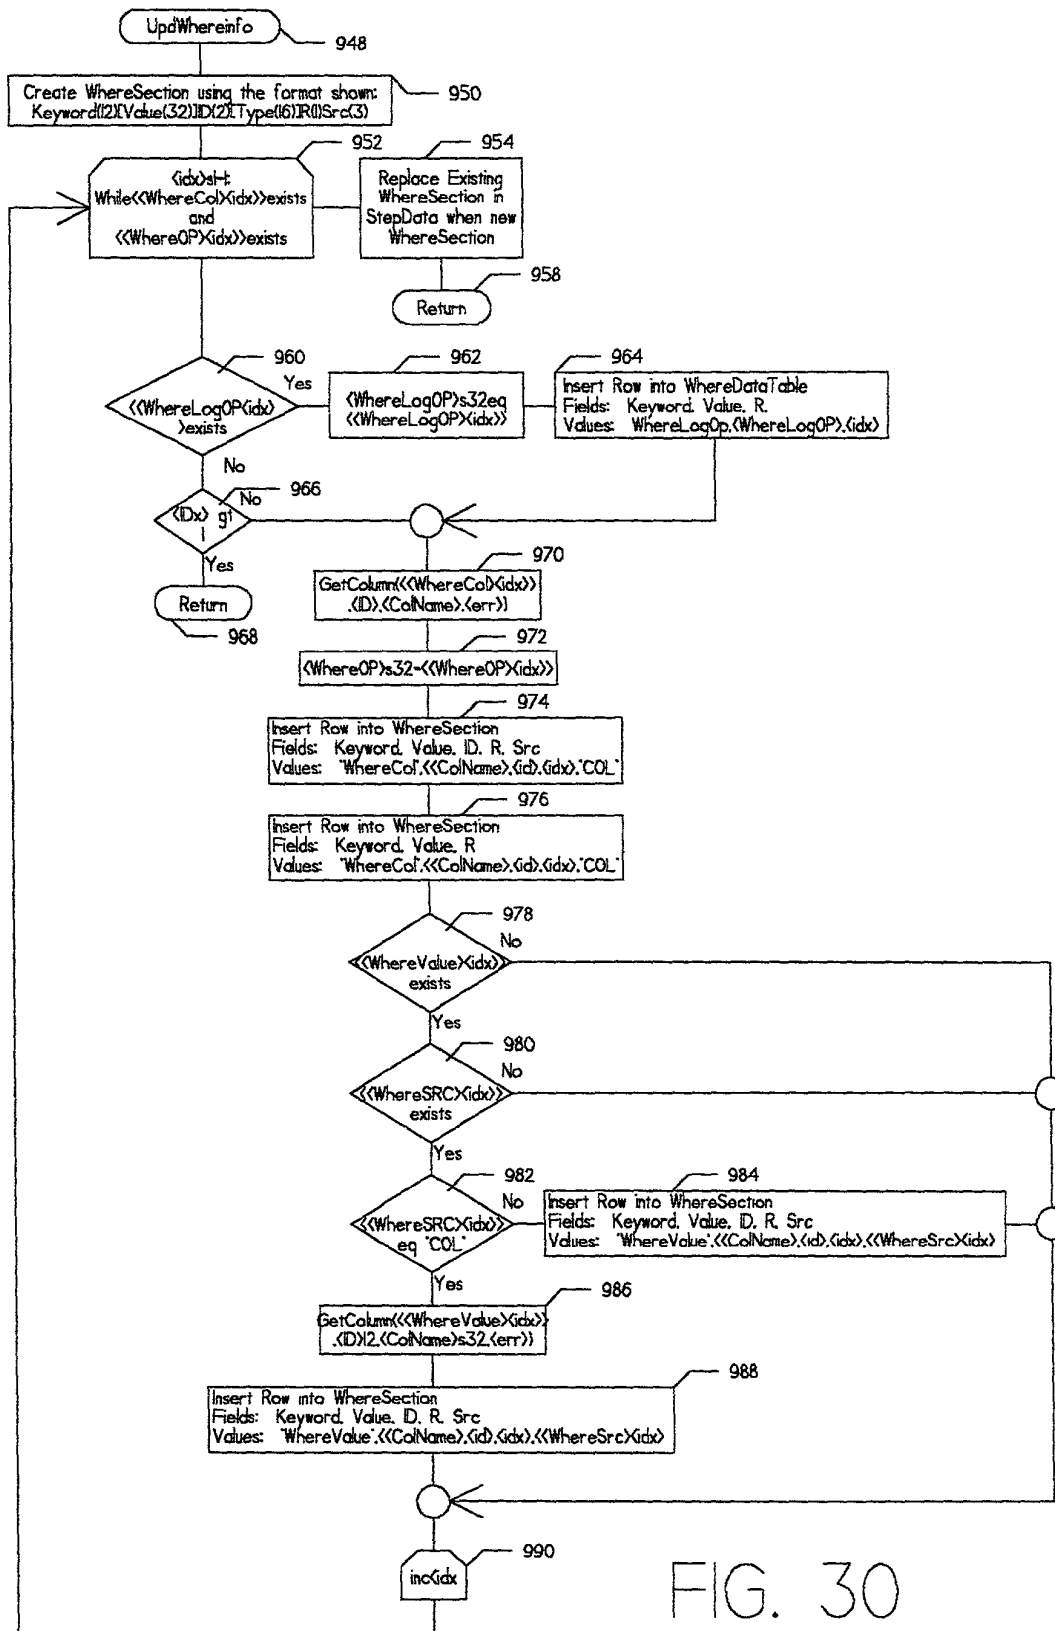 UpdWhereinfo
948
Create WhereSection using the format shown:
Keyword(12)[Value(32)]ID(2)[Type(16)]R(1)Src(3)
950
952
<idx>sl=1:
While<<WhereCol><idx>>exists
and
<<WhereOP><idx>>exists
954
Replace Existing
WhereSection in
StepData when new
WhereSection
958
Return
960
Yes
<<WhereLogOP<idx>
>exists
No
962
<WhereLogOP>s32eq
<<WhereLogOP><idx>>
964
Insert Row into WhereDataTable
Fields: Keyword, Value, R,
Values: WhereLogOp,<WhereLogOP>,<idx>
966
No
<IDx> gt
1
Yes
Return
968
970
GetColumn(<<WhereCol><idx>>
,<ID>,<ColName>,<err>)
972
<WhereOP>s32=<<WhereOP><idx>>
974
Insert Row into WhereSection
Fields: Keyword, Value, ID, R, Src
Values: "WhereCol",<<ColName>,<id>,<idx>,"COL"
976
Insert Row into WhereSection
Fields: Keyword, Value, R
Values: "WhereCol",<<ColName>,<id>,<idx>,"COL"
978
No
<<WhereValue><idx>>
exists
Yes
980
No
<<WhereSRC><idx>>
exists
Yes
982
No
<<WhereSRC><idx>>
eq "COL"
Yes
984
Insert Row into WhereSection
Fields: Keyword, Value, ID, R, Src
Values: "WhereValue",<<ColName>,<id>,<idx>,<<WhereSrc><idx>
986
GetColumn(<<WhereValue><idx>>
,<ID>I2,<ColName>s32,<err>)
988
Insert Row into WhereSection
Fields: Keyword, Value, ID, R, Src
Values: "WhereValue",<<ColName>,<id>,<idx>,<<WhereSrc><idx>
990
inc<idx
FIG. 30